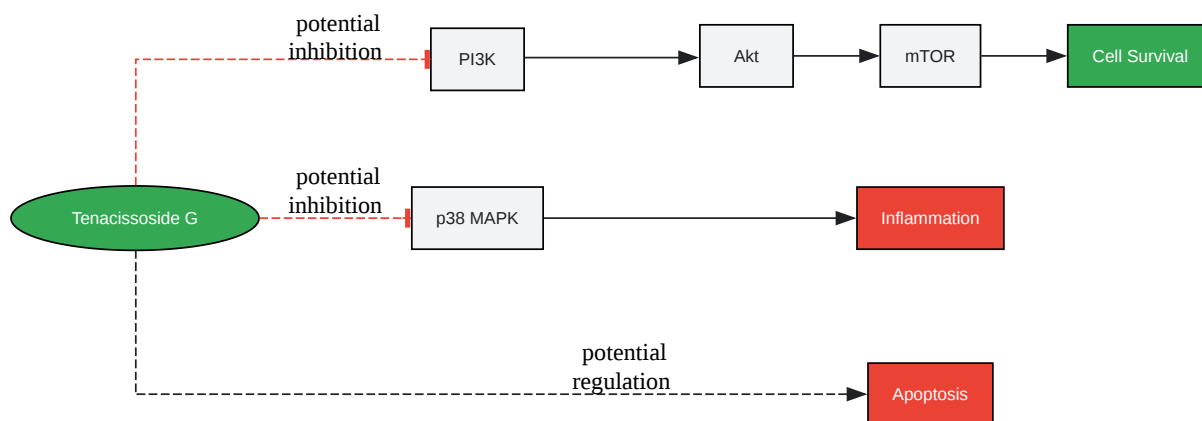 potential
inhibition
PI3K
Akt
mTOR
Cell Survival
potential
inhibition
Tenacissoside G
p38 MAPK
Inflammation
potential
regulation
Apoptosis